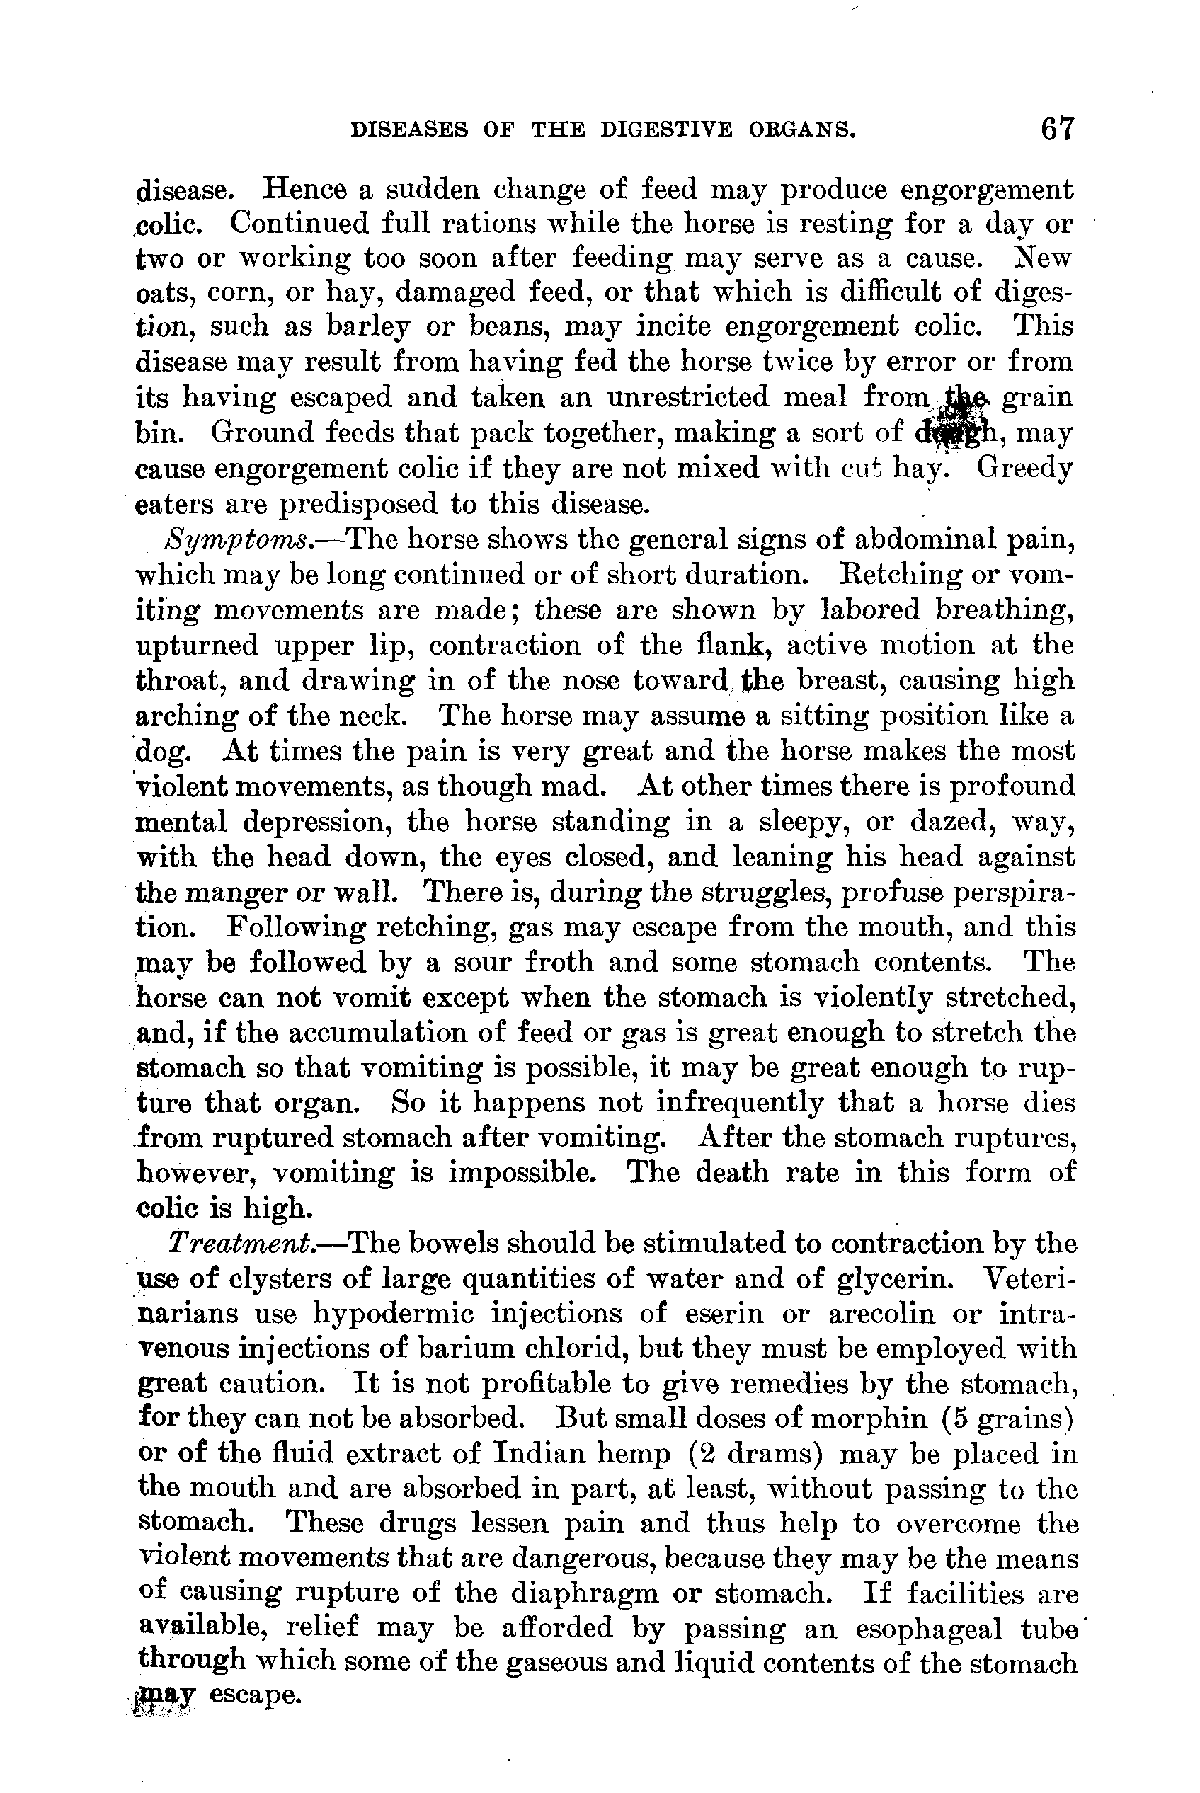 DISEASES OF THE DIGESTIVE ORGANS. 67
disease. Hence a sudden change of feed may produce engorgement
colic. Continued full rations while the horse is resting for a day or
two or working too soon after feeding may serve as a cause. New
oats, corn, or hay, damaged feed, or that which is difficult of diges-
tion, such as barley or beans, may incite engorgement colic. This
disease may result from having fed the horse twice by error or from
its having escaped and taken an unrestricted meal from the grain
bin. Ground feeds that pack together, making a sort of dough, may
cause engorgement colic if they are not mixed with cut hay. Greedy
eaters are predisposed to this disease.
Symptoms.—The horse shows the general signs of abdominal pain,
which may be long continued or of short duration. Retching or vom-
iting movements are made; these are shown by labored breathing,
upturned upper lip, contraction of the flank, active motion at the
throat, and drawing in of the nose toward the breast, causing high
arching of the neck. The horse may assume a sitting position like a
dog. At times the pain is very great and the horse makes the most
violent movements, as though mad. At other times there is profound
mental depression, the horse standing in a sleepy, or dazed, way,
with the head down, the eyes closed, and leaning his head against
the manger or wall. There is, during the struggles, profuse perspira-
tion. Following retching, gas may escape from the mouth, and this
may be followed by a sour froth and some stomach contents. The
horse can not vomit except when the stomach is violently stretched,
and, if the accumulation of feed or gas is great enough to stretch the
stomach so that vomiting is possible, it may be great enough to rup-
ture that organ. So it happens not infrequently that a horse dies
from ruptured stomach after vomiting. After the stomach ruptures,
however, vomiting is impossible. The death rate in this form of
colic is high.
Treatment.—The bowels should be stimulated to contraction by the
use of clysters of large quantities of water and of glycerin. Veteri-
narians use hypodermic injections of eserin or arecolin or intra-
venous injections of barium chlorid, but they must be employed with
great caution. It is not profitable to give remedies by the stomach,
for they can not be absorbed. But small doses of morphin (5 grains)
or of the fluid extract of Indian hemp (2 drams) may be placed in
the mouth and are absorbed in part, at least, without passing to the
stomach. These drugs lessen pain and thus help to overcome the
violent movements that are dangerous, because they may be the means
of causing rupture of the diaphragm or stomach. If facilities are
available, relief may be afforded by passing an esophageal tube
through which some of the gaseous and liquid contents of the stomach
may escape.